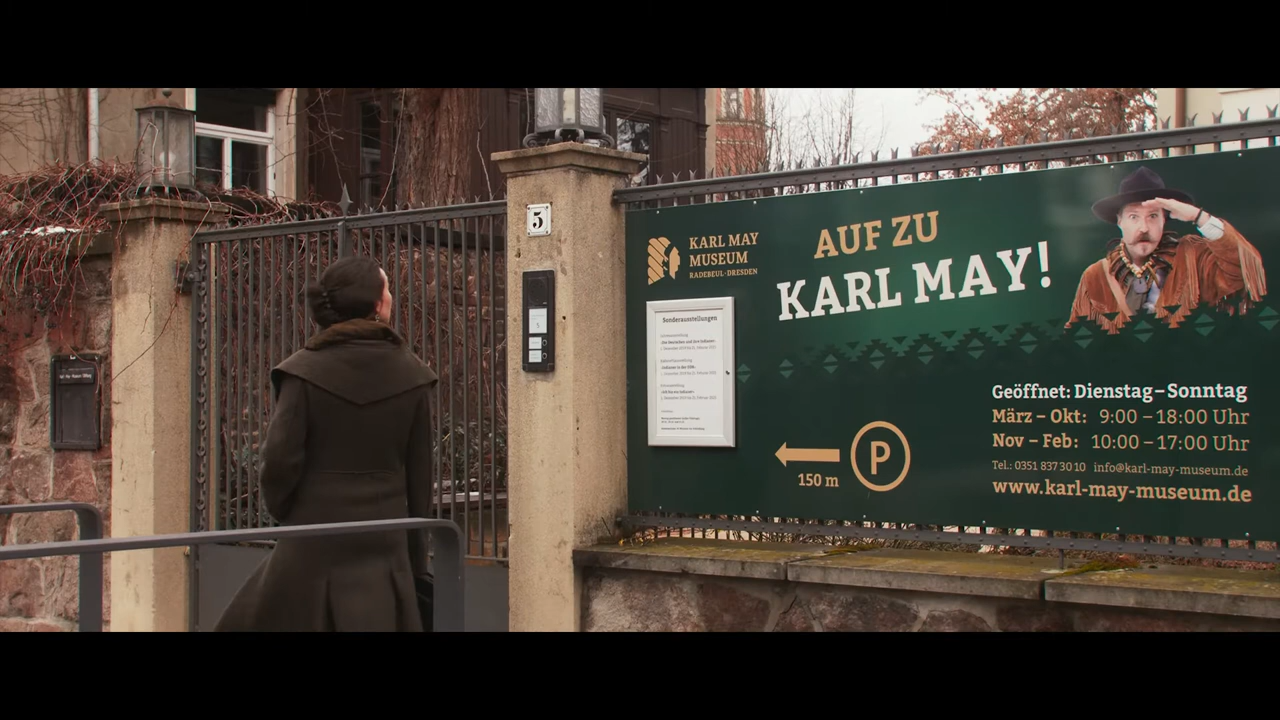 5
KARL MAY
MUSEUM
RADEBEUL·DRESDEN
AUF ZU
KARL MAY!
Sonderausstellungen
150 m
P
Geöffnet: Dienstag – Sonntag
März – Okt: 9:00 – 18:00 Uhr
Nov – Feb: 10:00 – 17:00 Uhr
Tel.: 0351 837 30 10 info@karl-may-museum.de
www.karl-may-museum.de